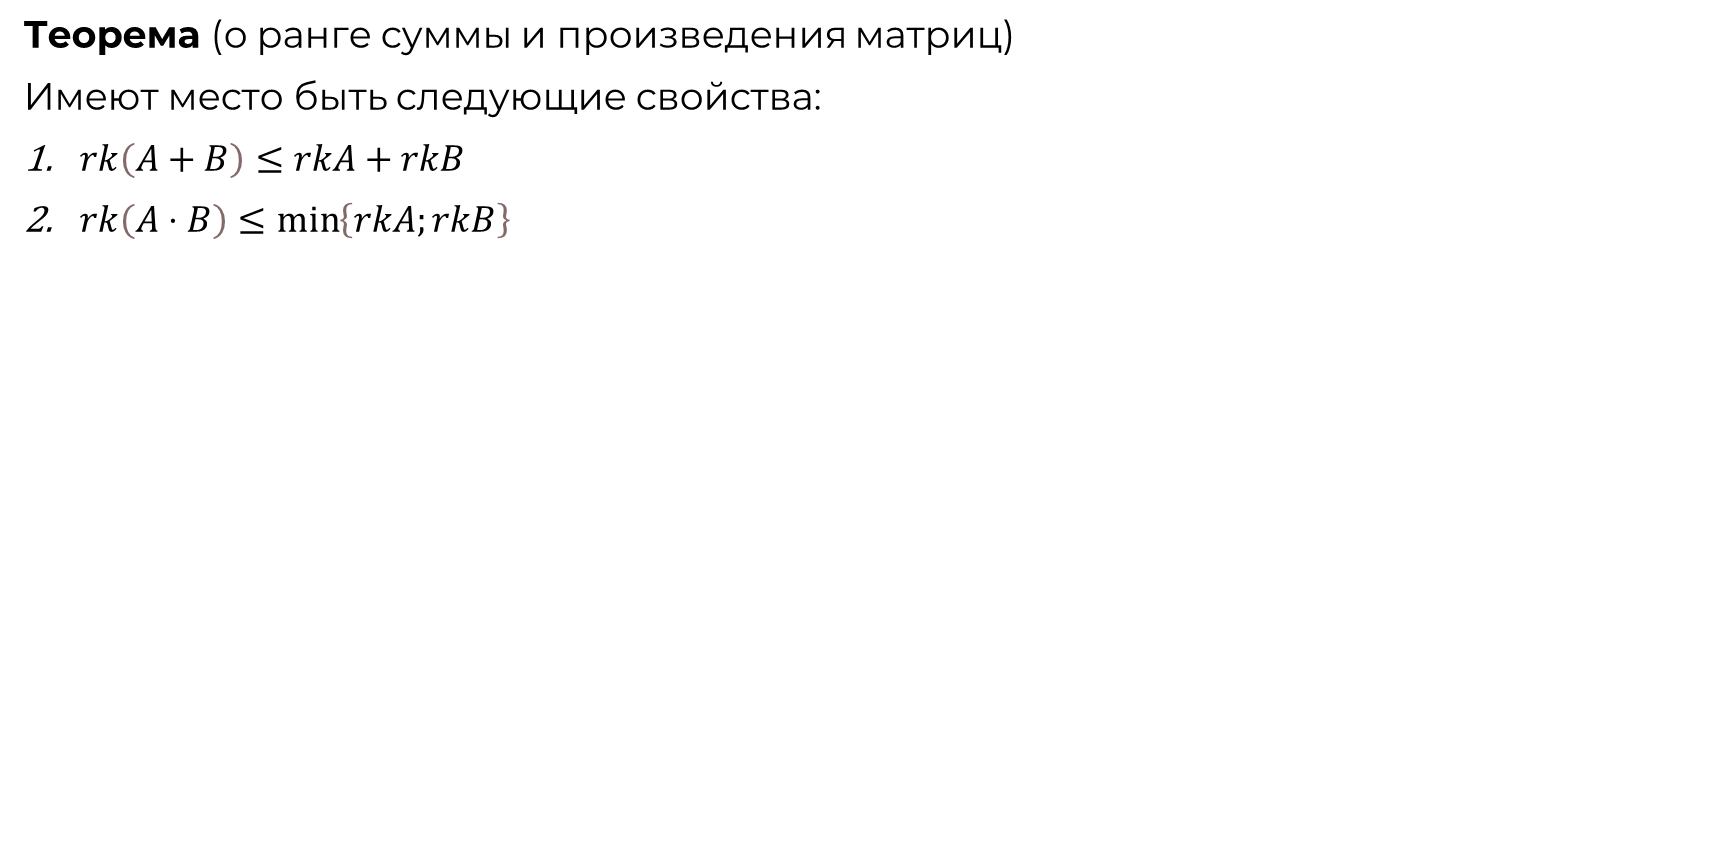 Теорема (о ранге суммы и произведения матриц)
Имеют место быть следующие свойства:
1. rk(A + B) ≤ rkA + rkB
2. rk(A · B) ≤ min{rkA; rkB}